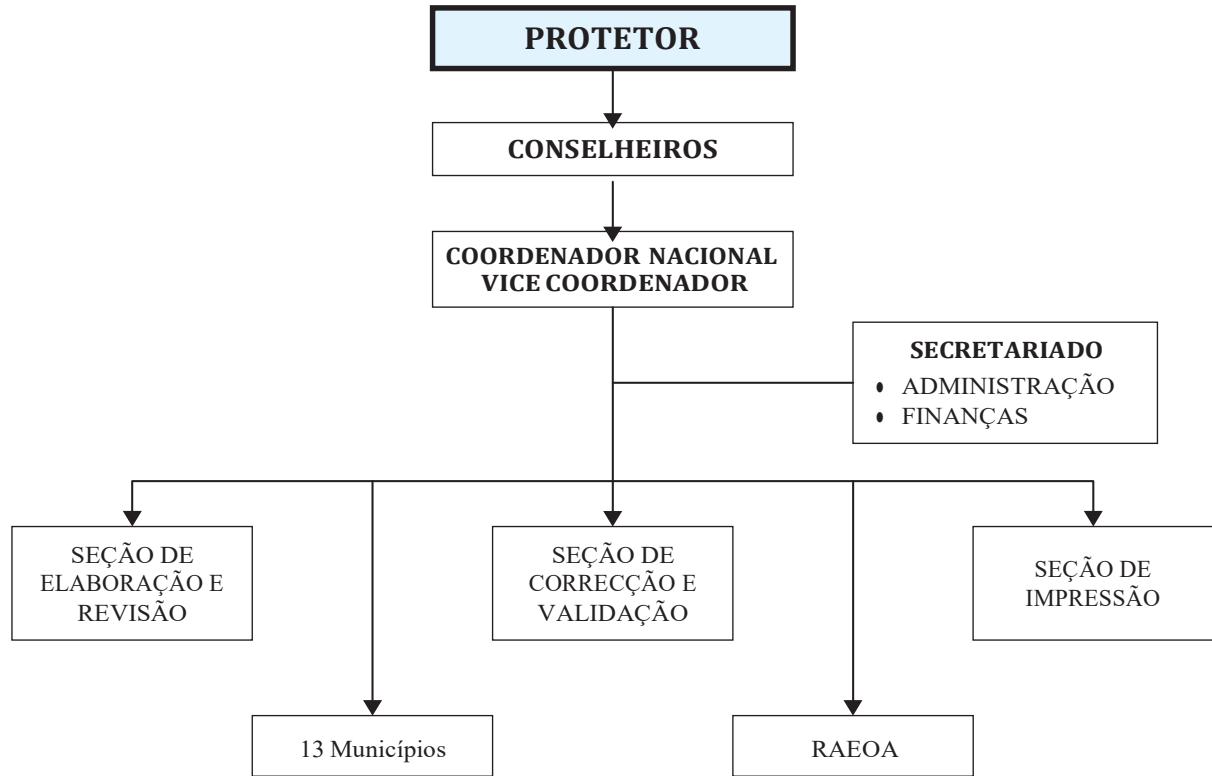 PROTETOR
CONSELHEIROS
COORDENADOR NACIONAL
VICE COORDENADOR
SECRETARIADO
• ADMINISTRAÇÃO
• FINANÇAS
SEÇÃO DE
ELABORAÇÃO E
REVISÃO
SEÇÃO DE
CORRECÇÃO E
VALIDAÇÃO
SEÇÃO DE
IMPRESSÃO
13 Municípios
RAEOA